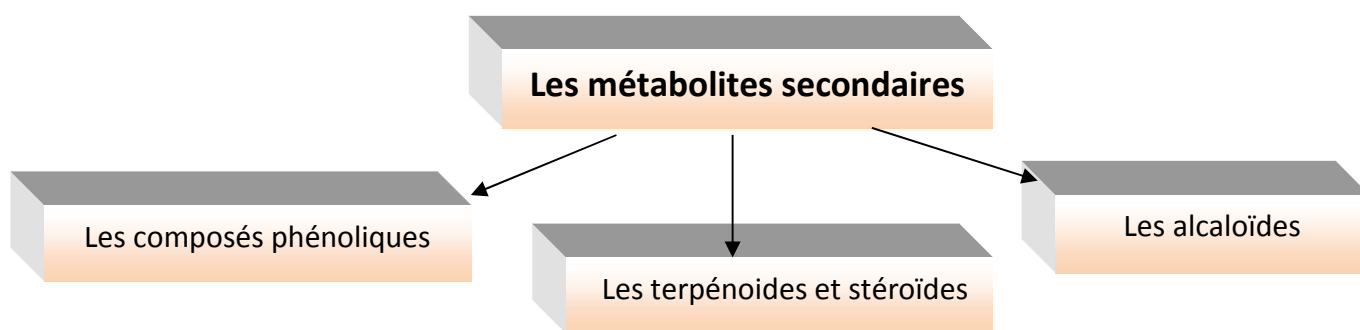 Les métabolites secondaires
Les composés phénoliques
Les terpénoides et stéroïdes
Les alcaloïdes